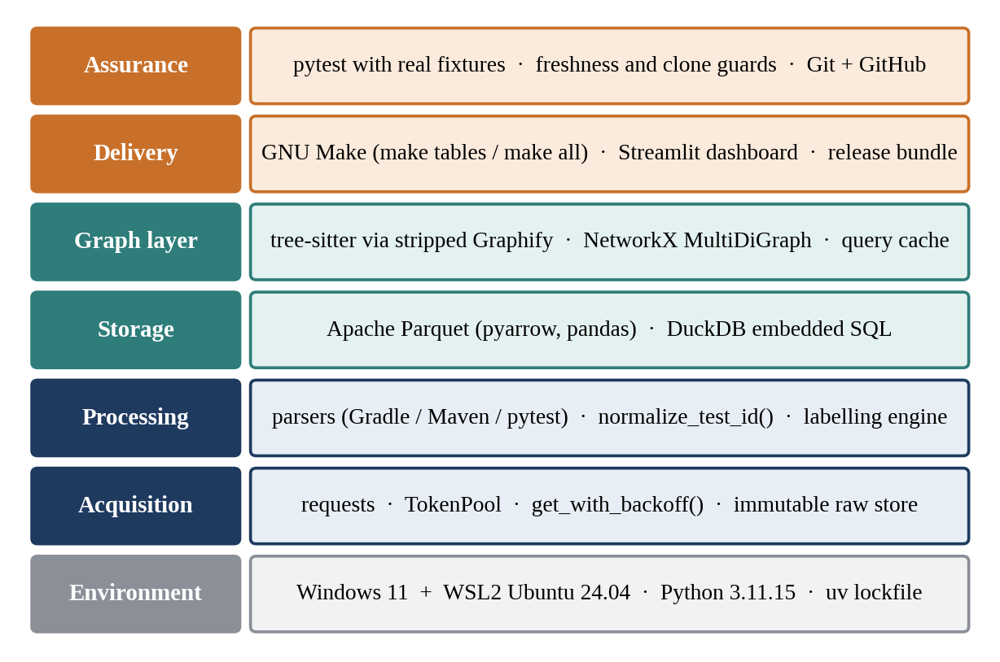 Assurance
pytest with real fixtures · freshness and clone guards · Git + GitHub
Delivery
GNU Make (make tables / make all) · Streamlit dashboard · release bundle
Graph layer
tree-sitter via stripped Graphify · NetworkX MultiDiGraph · query cache
Storage
Apache Parquet (pyarrow, pandas) · DuckDB embedded SQL
Processing
parsers (Gradle / Maven / pytest) · normalize_test_id() · labelling engine
Acquisition
requests · TokenPool · get_with_backoff() · immutable raw store
Environment
Windows 11 + WSL2 Ubuntu 24.04 · Python 3.11.15 · uv lockfile